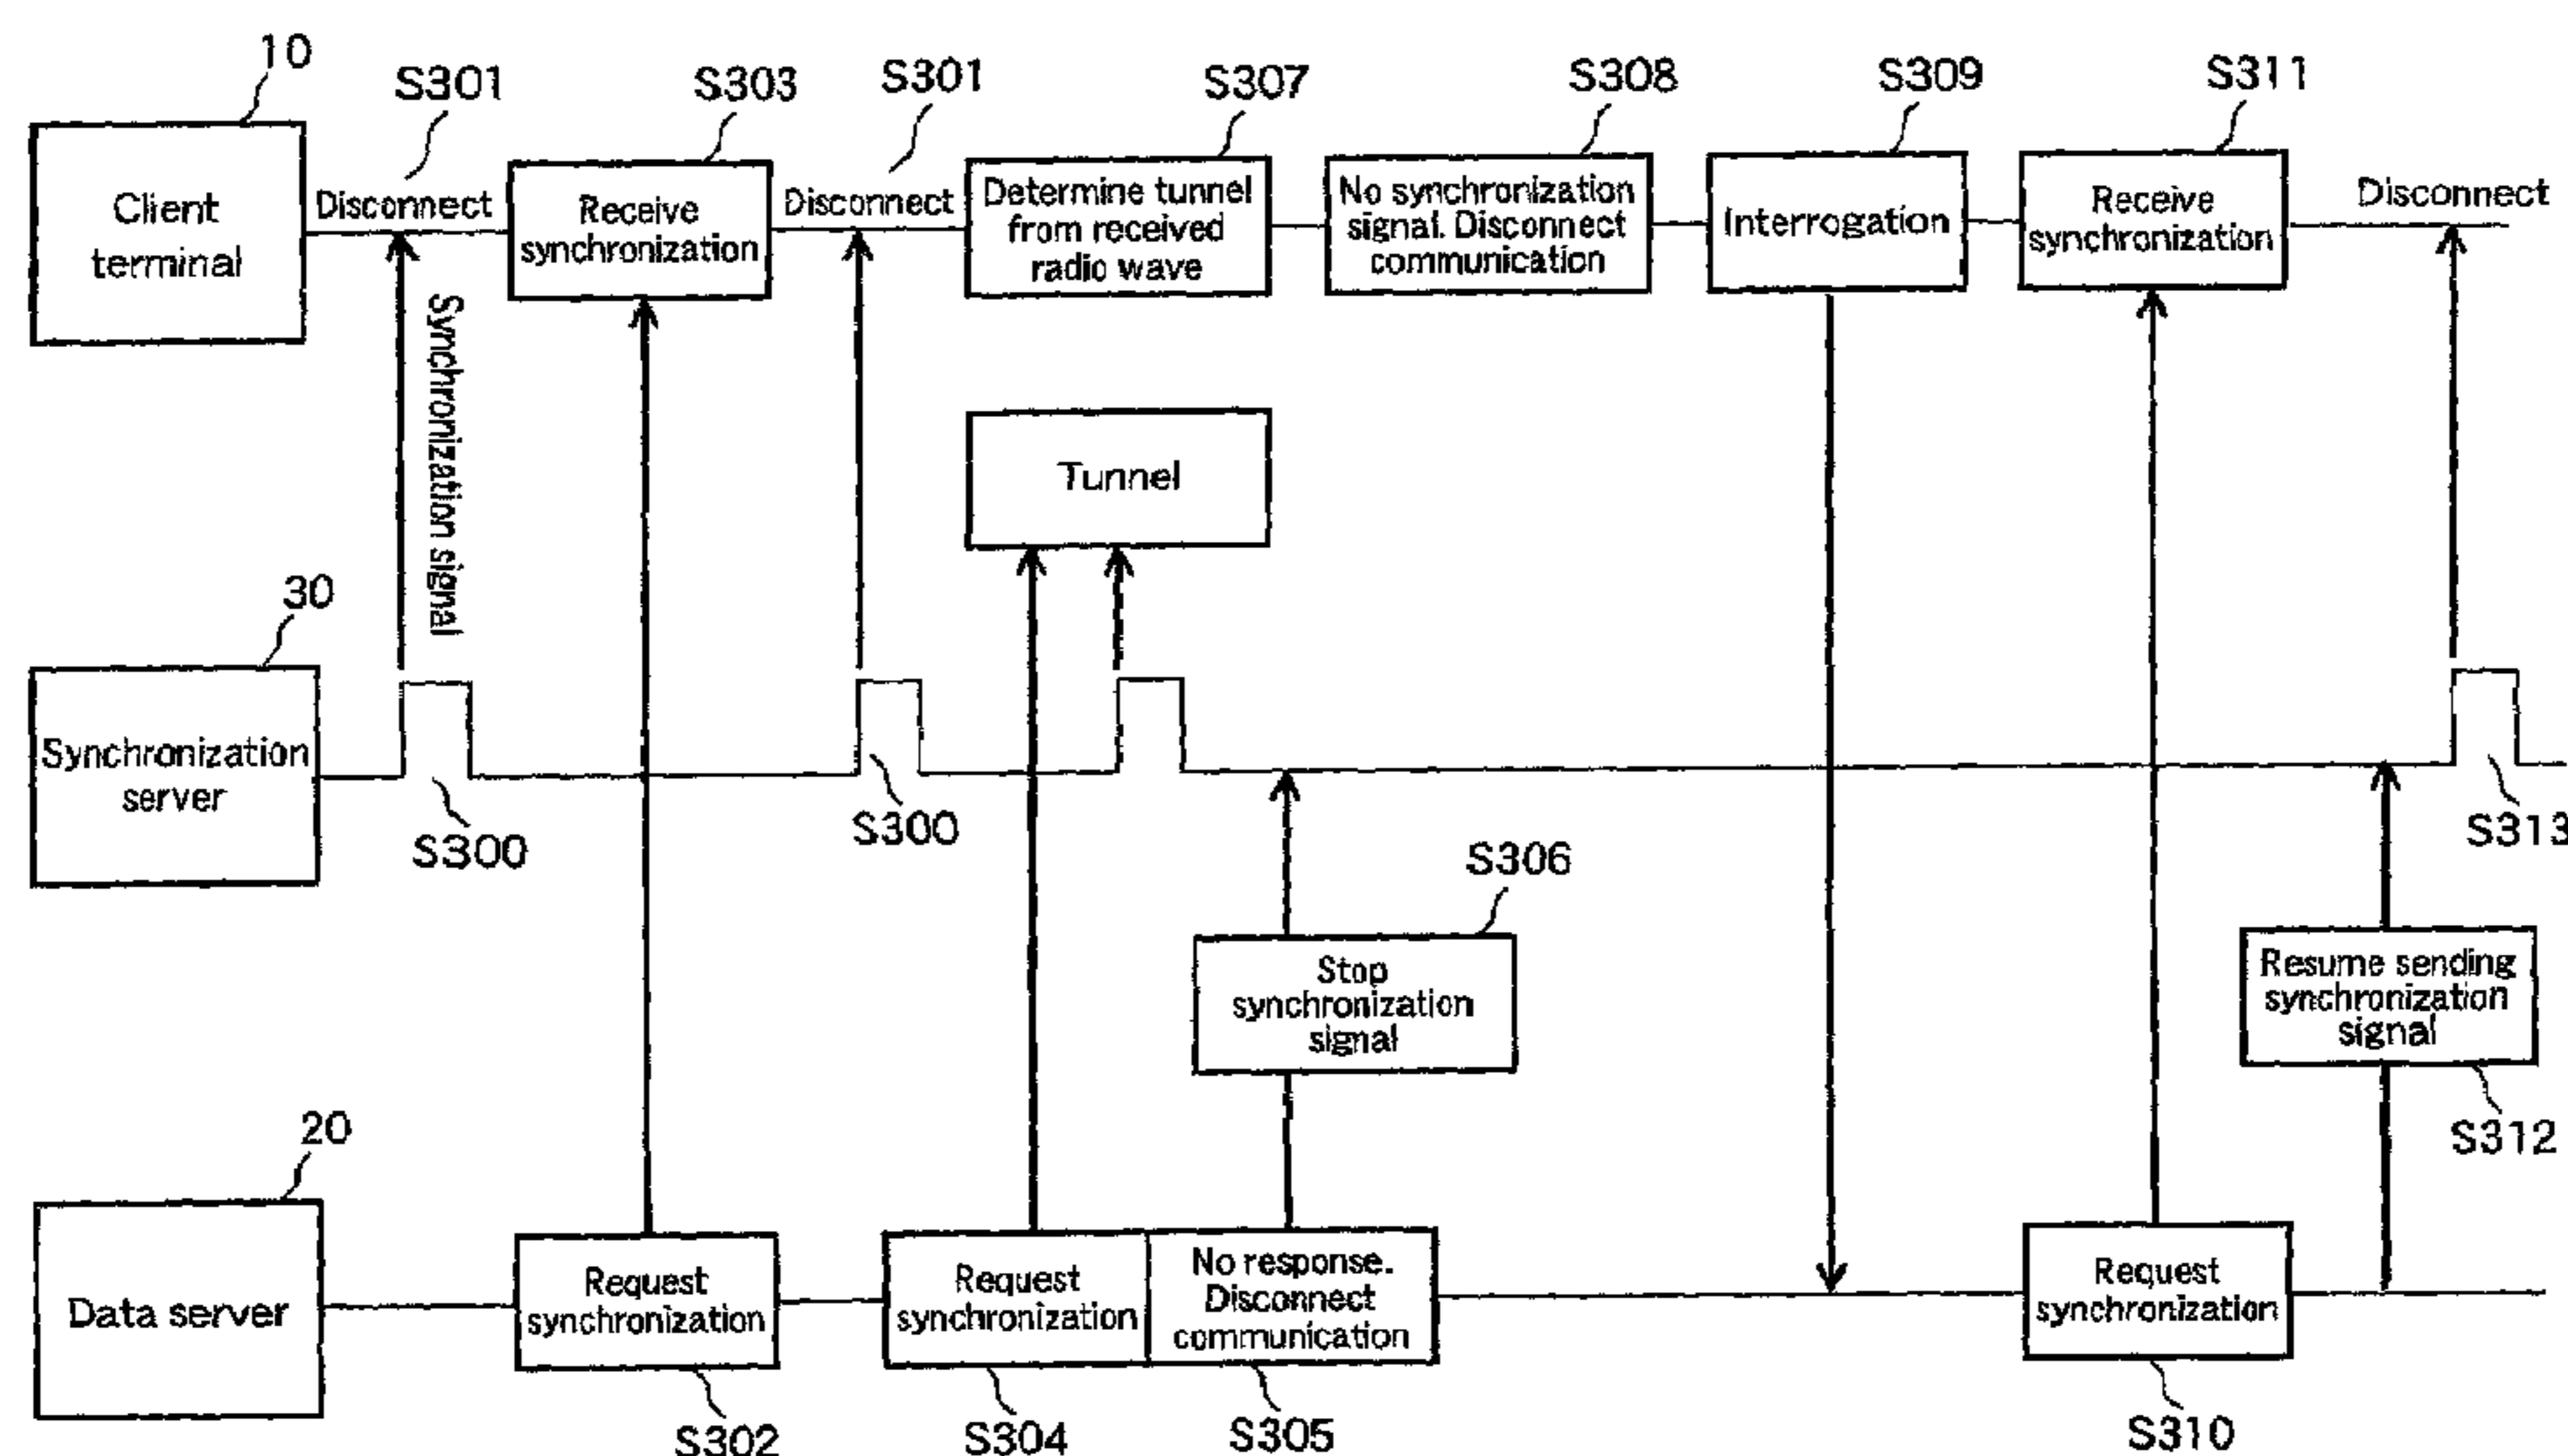 10
S301
S303
S301
S307
S308
S309
S311
Client
terminal
Disconnect
Receive
synchronization
Disconnect
Determine tunnel
from received
radio wave
No synchronization
signal. Disconnect
communication
Interrogation
Receive
synchronization
Disconnect
Synchronization signal
Tunnel
30
Synchronization
server
S300
S300
S313
S306
Stop
synchronization
signal
Resume sending
synchronization
signal
S312
20
Data server
Request
synchronization
Request
synchronization
No response.
Disconnect
communication
Request
synchronization
S302
S304
S305
S310